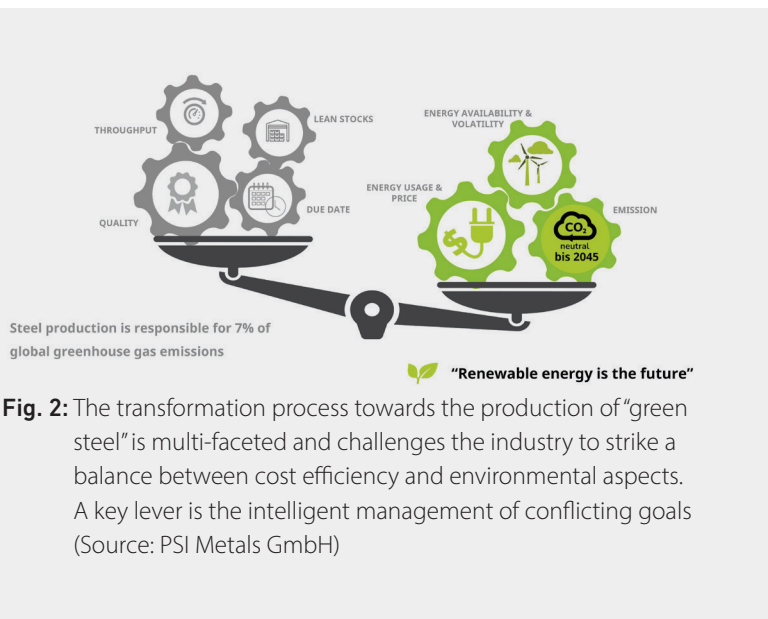 THROUGHPUT
LEAN STOCKS
QUALITY
DUE DATE
ENERGY AVAILABILITY &
VOLATILITY
ENERGY USAGE &
PRICE
EMISSION
CO₂
neutral
bis 2045
Steel production is responsible for 7% of
global greenhouse gas emissions
“Renewable energy is the future”
Fig. 2: The transformation process towards the production of “green
steel” is multi-faceted and challenges the industry to strike a
balance between cost efficiency and environmental aspects.
A key lever is the intelligent management of conflicting goals
(Source: PSI Metals GmbH)